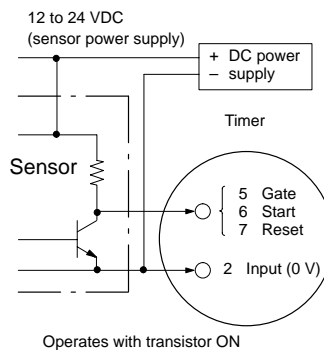 12 to 24 VDC
(sensor power supply)
+ DC power
– supply
Timer
Sensor
5 Gate
6 Start
7 Reset
2 Input (0 V)
Operates with transistor ON